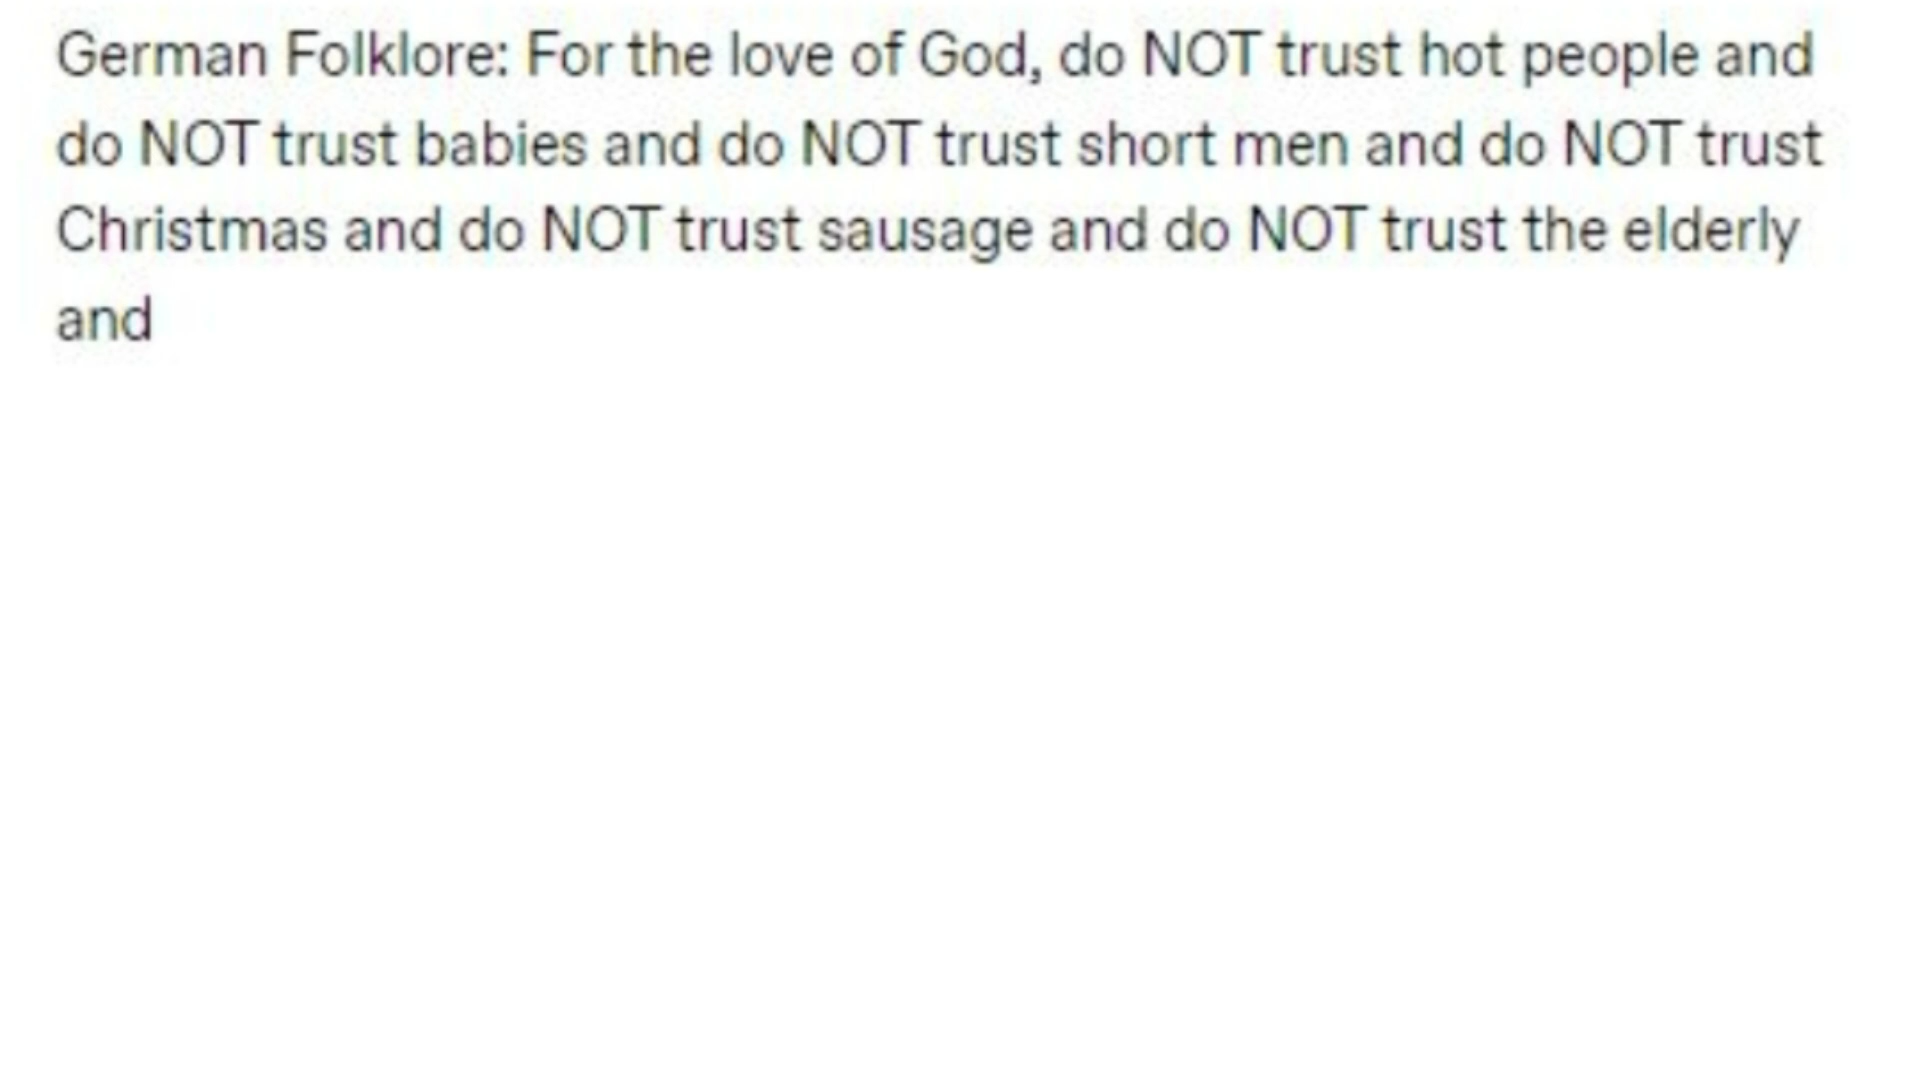 German Folklore: For the love of God, do NOT trust hot people and
do NOT trust babies and do NOT trust short men and do NOT trust
Christmas and do NOT trust sausage and do NOT trust the elderly
and